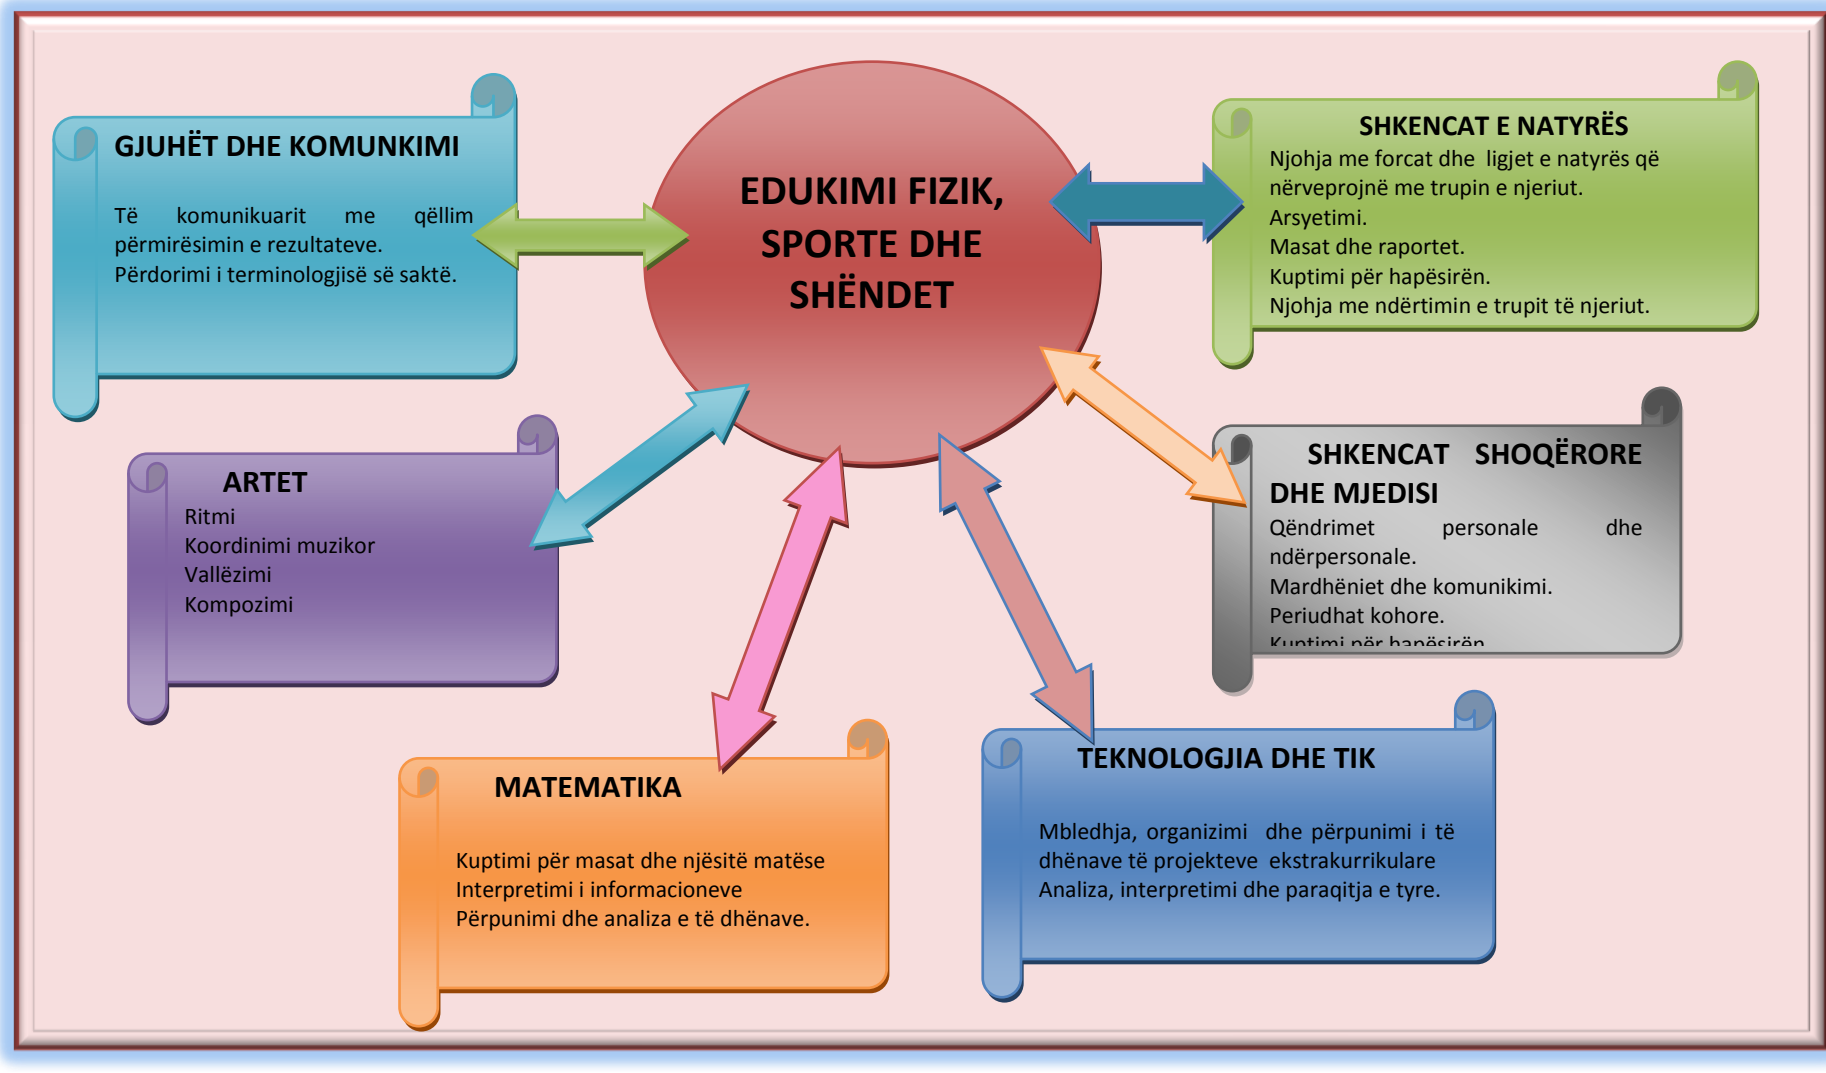 GJUHËT DHE KOMUNKIMI
Të komunikuarit me qëllim
përmirësimin e rezultateve.
Përdorimi i terminologjisë së saktë.
EDUKIMI FIZIK,
SPORTE DHE
SHËNDET
SHKENCAT E NATYRËS
Njohja me forcat dhe ligjet e natyrës që
nërveprojnë me trupin e njeriut.
Arsyetimi.
Masat dhe raportet.
Kuptimi për hapësirën.
Njohja me ndërtimin e trupit të njeriut.
ARTET
Ritmi
Koordinimi muzikor
Vallëzimi
Kompozimi
SHKENCAT SHOQËRORE
DHE MJEDISI
Qëndrimet personale dhe
ndërpersonale.
Mardhëniet dhe komunikimi.
Periudhat kohore.
Kuptimi për hapësirën
MATEMATIKA
Kuptimi për masat dhe njësitë matëse
Interpretimi i informacioneve
Përpunimi dhe analiza e të dhënave.
TEKNOLOGJIA DHE TIK
Mbledhja, organizimi dhe përpunimi i të
dhënave të projekteve ekstrakurrikulare
Analiza, interpretimi dhe paraqitja e tyre.